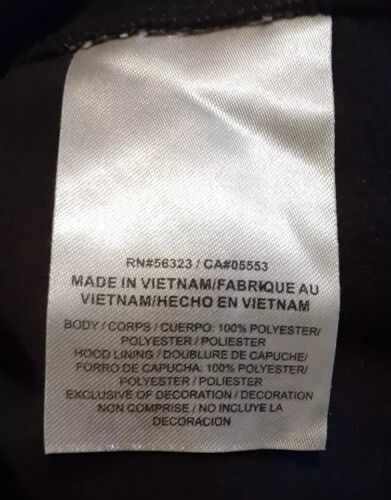 RN#56323 / CA#05553
MADE IN VIETNAM/FABRIQUE AU
VIETNAM/HECHO EN VIETNAM
BODY / CORPS / CUERPO: 100% POLYESTER/
POLYESTER / POLIESTER
HOOD LINING / DOUBLURE DE CAPUCHE/
FORRO DE CAPUCHA: 100% POLYESTER/
POLYESTER / POLIESTER
EXCLUSIVE OF DECORATION / DECORATION
NON COMPRISE / NO INCLUYE LA
DECORACIÓN